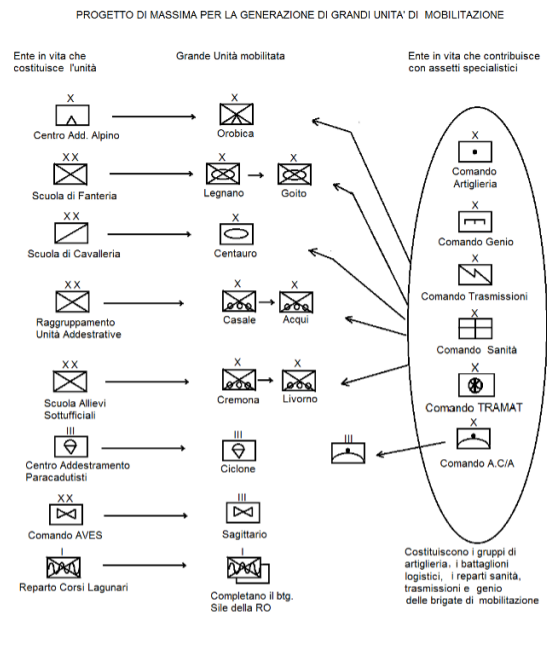 PROGETTO DI MASSIMA PER LA GENERAZIONE DI GRANDI UNITA' DI MOBILITAZIONE
Ente in vita che
costituisce l'unità
Grande Unità mobilitata
Ente in vita che contribuisce
con assetti specialistici
X
Centro Add. Alpino
X
Orobica
X
Comando
Artiglieria
XX
Scuola di Fanteria
X
Legnano
X
Goito
X
Comando Genio
XX
Scuola di Cavalleria
X
Centauro
X
Comando Trasmissioni
XX
Raggruppamento
Unità Addestrative
X
Casale
X
Acqui
X
Comando Sanità
XX
Scuola Allievi
Sottufficiali
X
Cremona
X
Livorno
X
Comando TRAMAT
III
Centro Addestramento
Paracadutisti
III
Ciclone
III
X
Comando A.C/A
XX
Comando AVES
III
Sagittario
I
Reparto Corsi Lagunari
I
Completano il btg.
Sile della RO
Costituiscono i gruppi di
artiglieria. i battaglioni
logistici, i reparti sanità,
trasmissioni e genio
delle brigate di mobilitazione